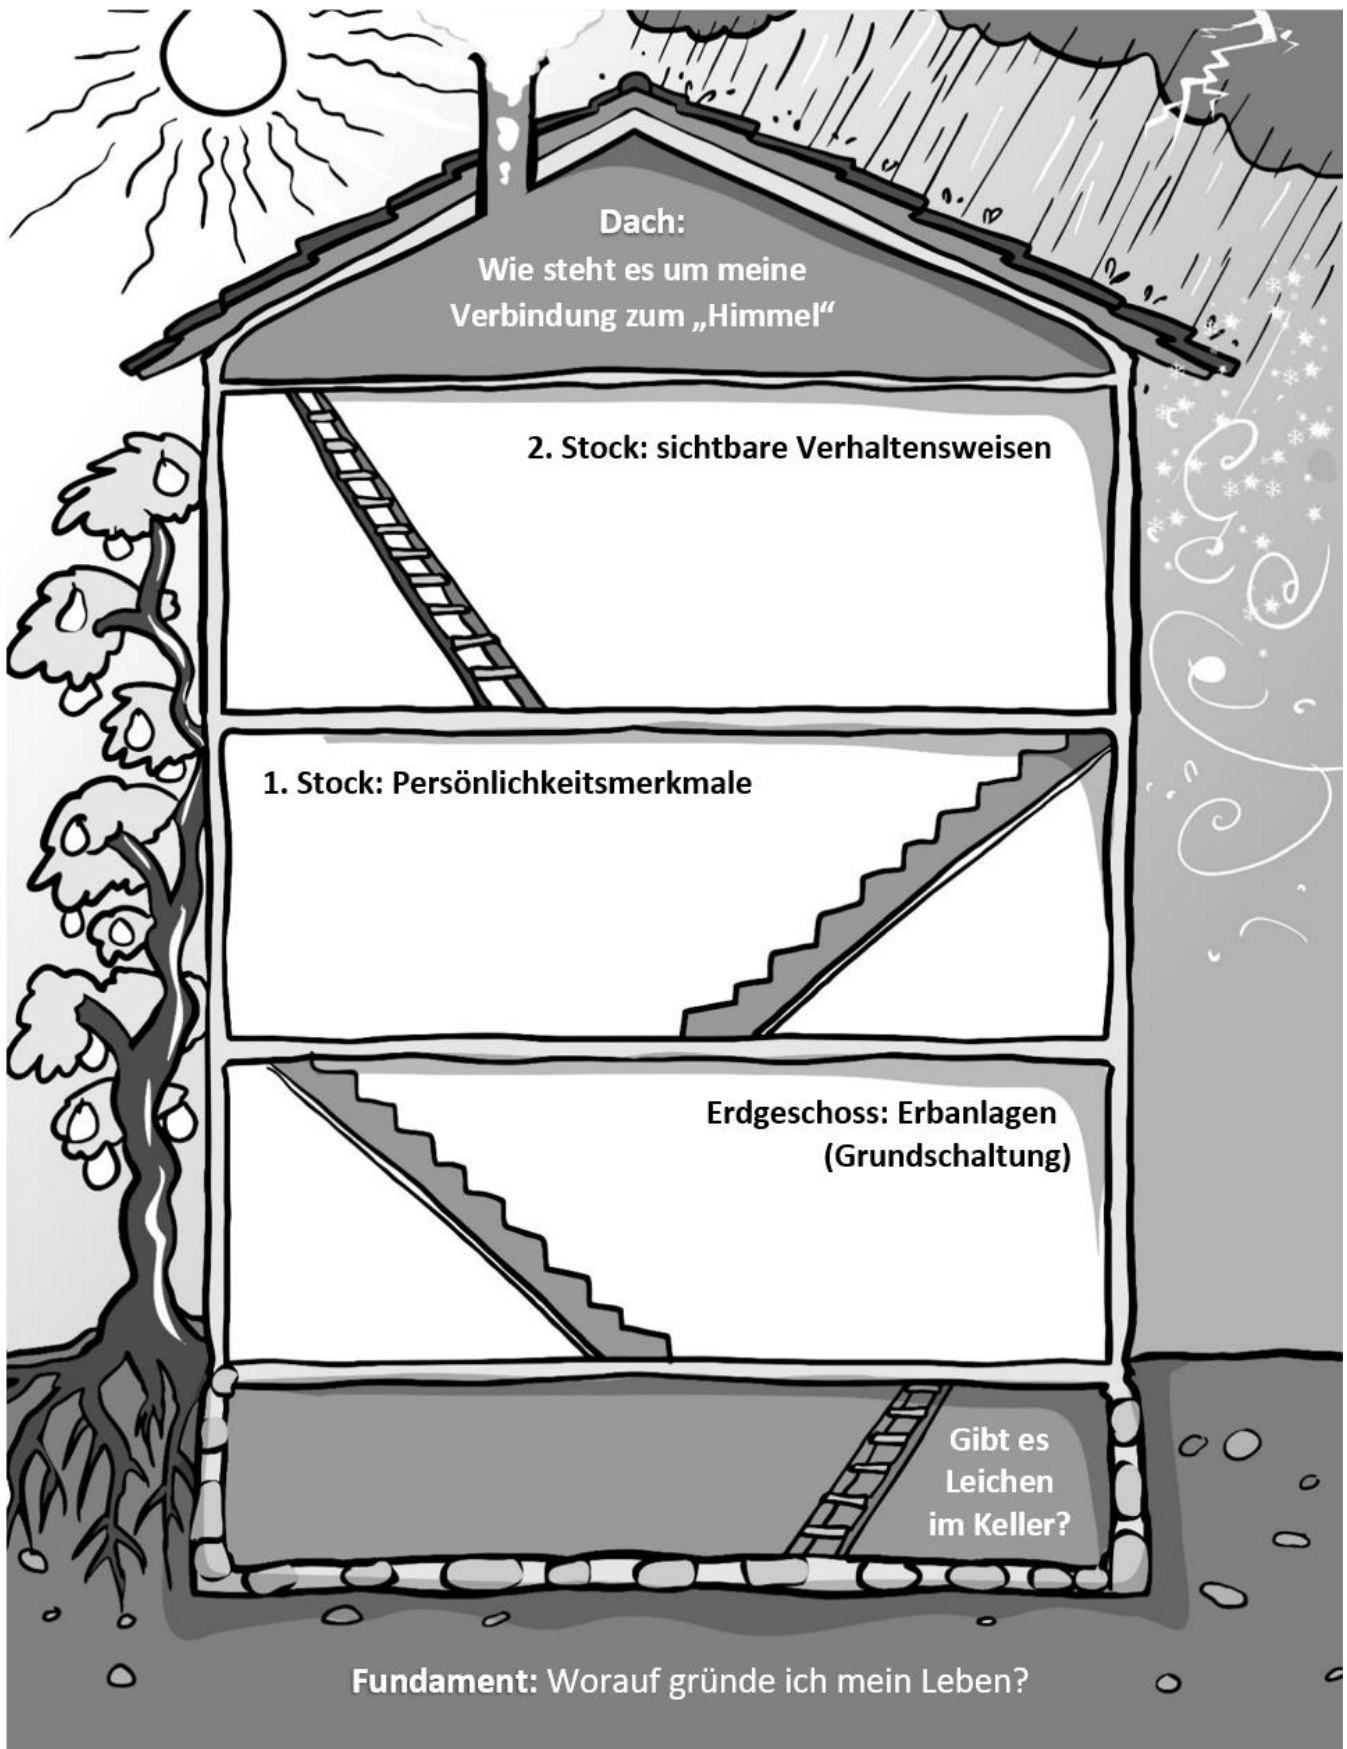 Dach:
Wie steht es um meine
Verbindung zum „Himmel“
2. Stock: sichtbare Verhaltensweisen
1. Stock: Persönlichkeitsmerkmale
Erdgeschoss: Erbanlagen
(Grundschaltung)
Gibt es
Leichen
im Keller?
Fundament: Worauf gründe ich mein Leben?